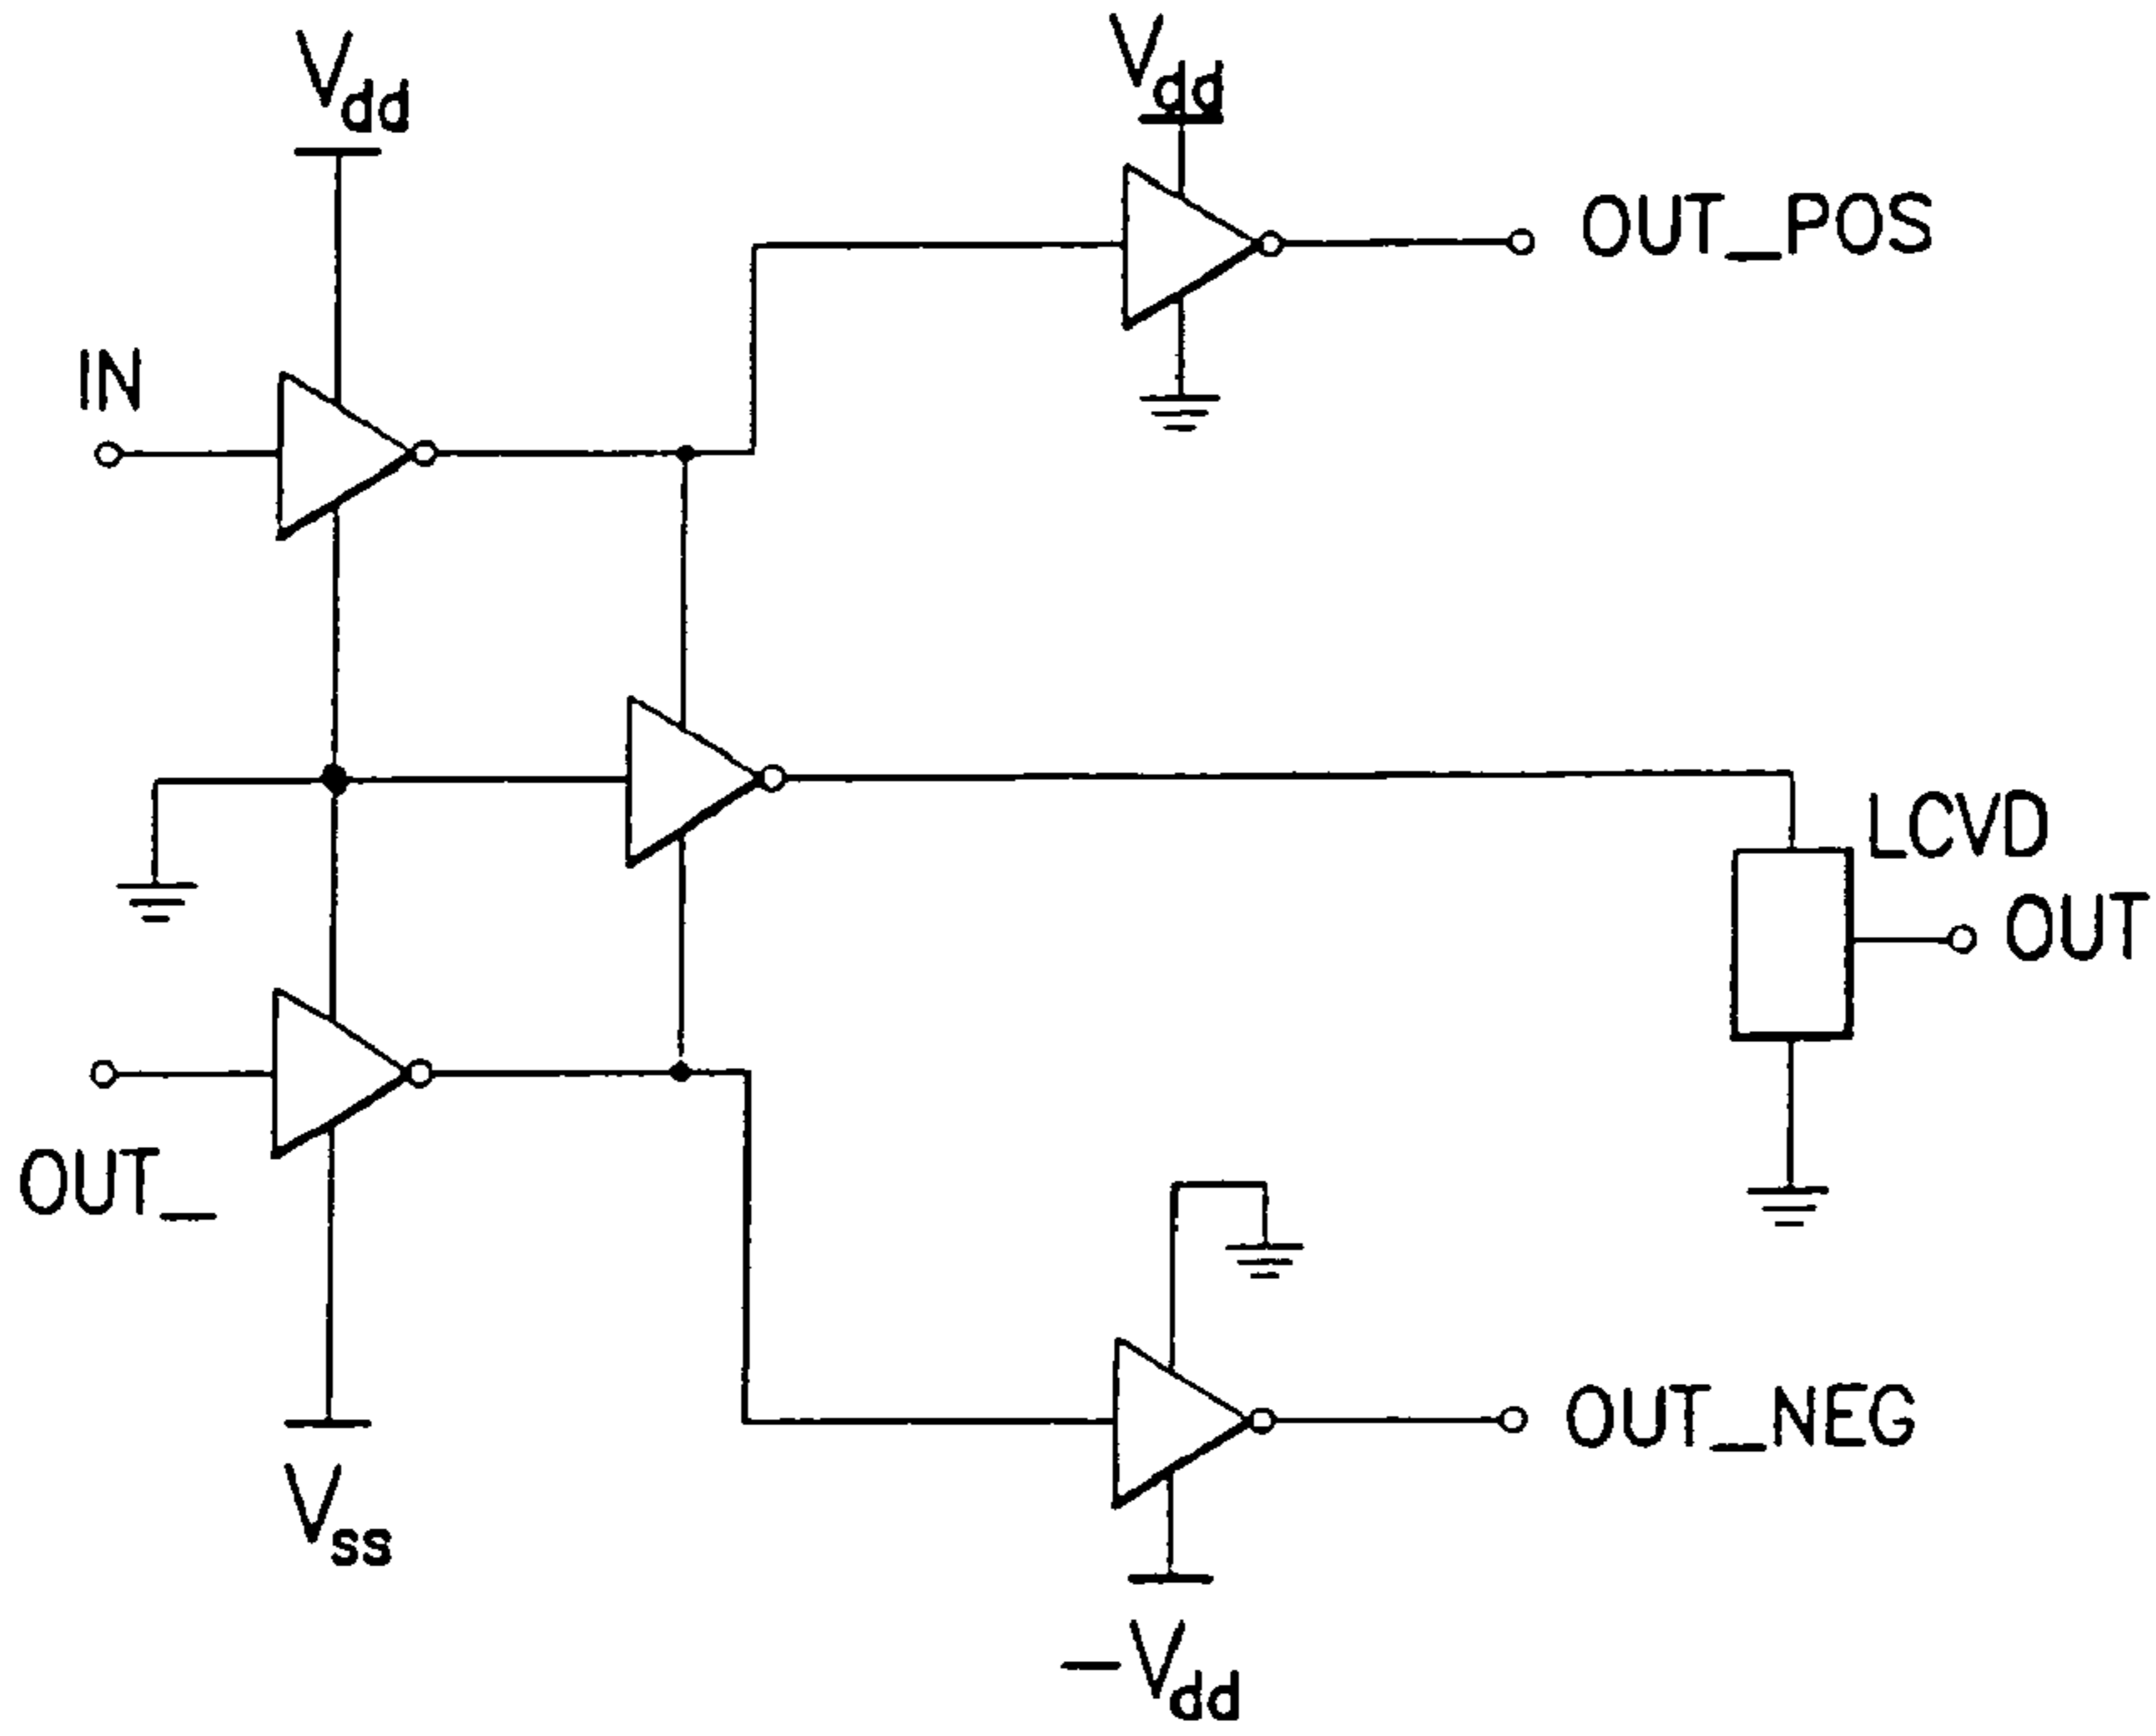 Vdd
Vdd
OUT_POS
IN
LCVD
OUT
OUT_
OUT_NEG
Vss
-Vdd